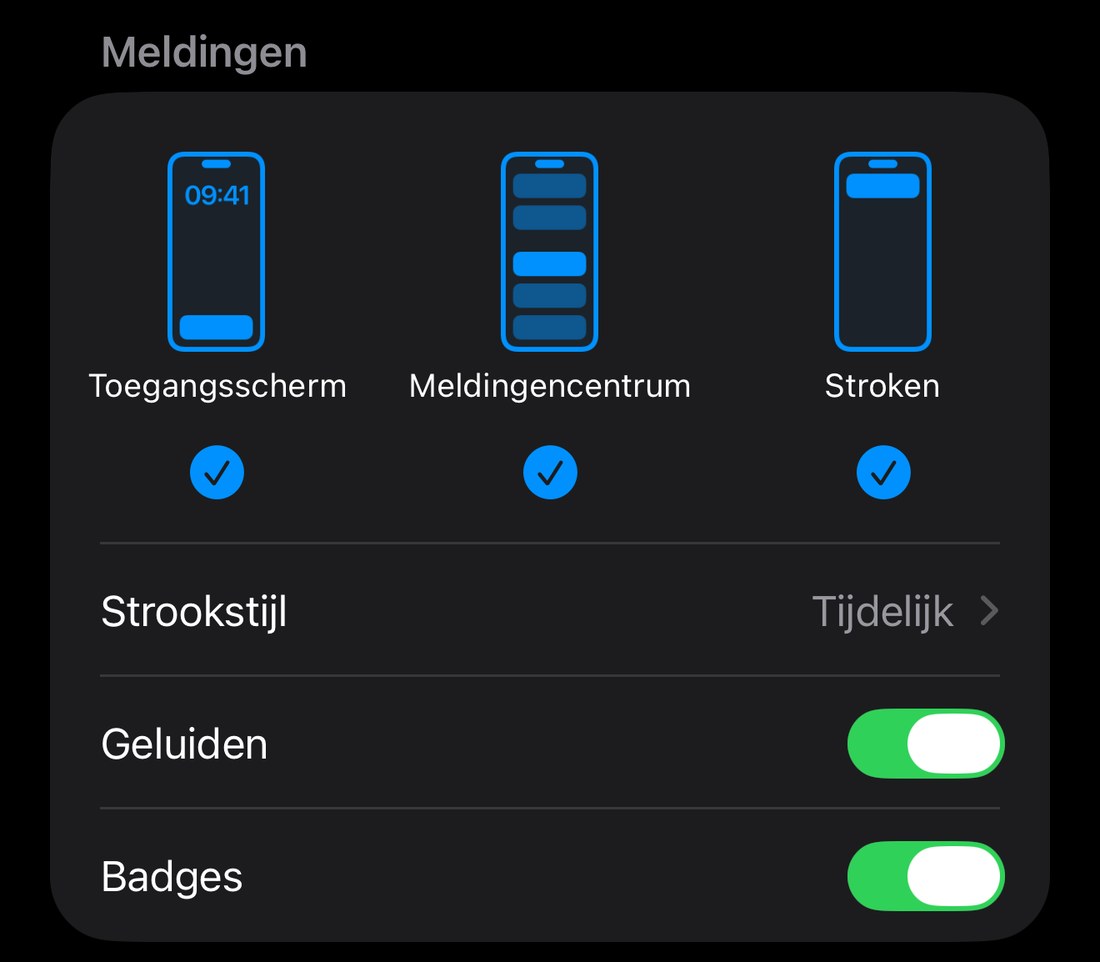 Meldingen
09:41
Toegangsscherm
Meldingencentrum
Stroken
Strookstijl
Tijdelijk
Geluiden
Badges